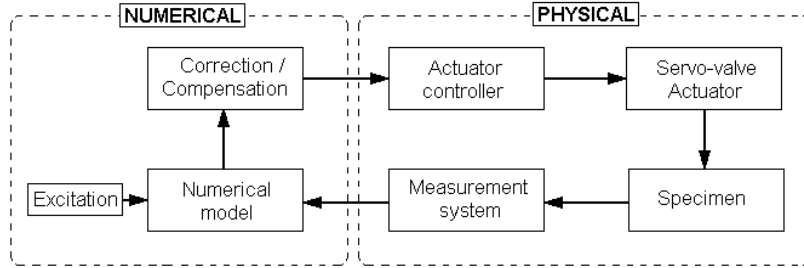 NUMERICAL
PHYSICAL
Correction /
Compensation
Actuator
controller
Servo-valve
Actuator
Excitation
Numerical
model
Measurement
system
Specimen